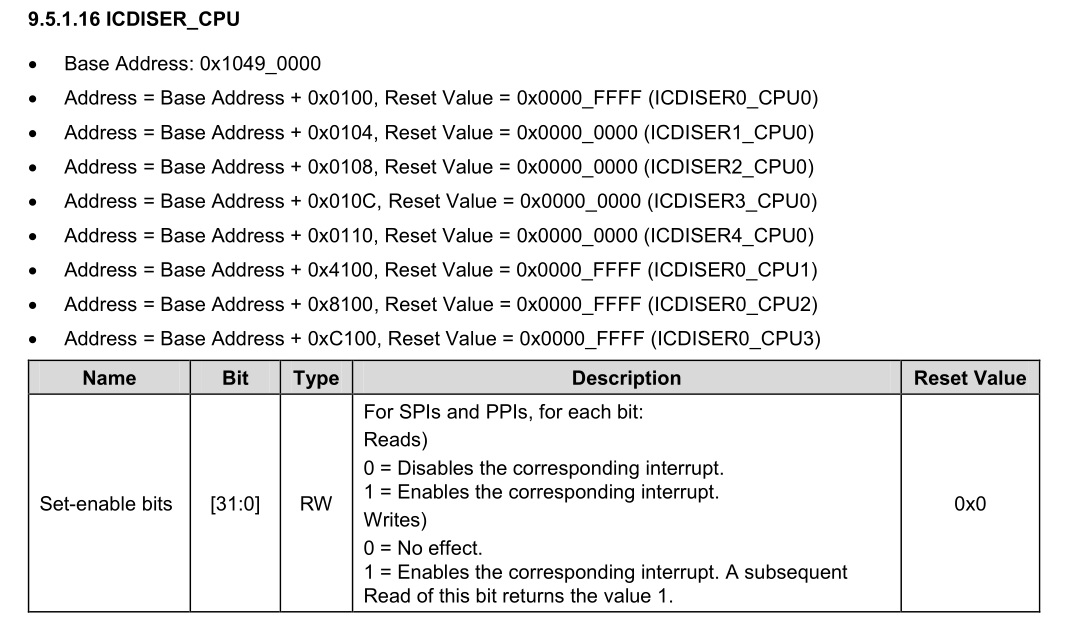 9.5.1.16 ICDISER_CPU
• Base Address: 0x1049_0000
• Address = Base Address + 0x0100, Reset Value = 0x0000_FFFF (ICDISER0_CPU0)
• Address = Base Address + 0x0104, Reset Value = 0x0000_0000 (ICDISER1_CPU0)
• Address = Base Address + 0x0108, Reset Value = 0x0000_0000 (ICDISER2_CPU0)
• Address = Base Address + 0x010C, Reset Value = 0x0000_0000 (ICDISER3_CPU0)
• Address = Base Address + 0x0110, Reset Value = 0x0000_0000 (ICDISER4_CPU0)
• Address = Base Address + 0x4100, Reset Value = 0x0000_FFFF (ICDISER0_CPU1)
• Address = Base Address + 0x8100, Reset Value = 0x0000_FFFF (ICDISER0_CPU2)
• Address = Base Address + 0xC100, Reset Value = 0x0000_FFFF (ICDISER0_CPU3)
Name Bit Type Description Reset Value
Set-enable bits [31:0] RW
For SPIs and PPIs, for each bit:
Reads)
0 = Disables the corresponding interrupt.
1 = Enables the corresponding interrupt.
Writes)
0 = No effect.
1 = Enables the corresponding interrupt. A subsequent
Read of this bit returns the value 1.
0x0